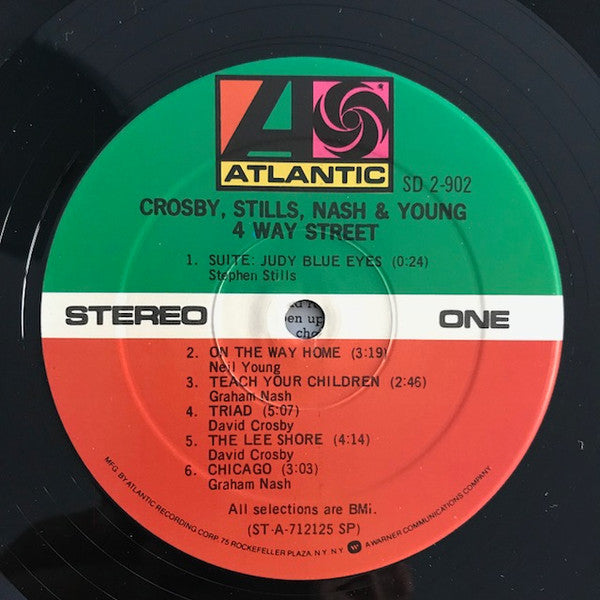 ATLANTIC
SD 2-902
CROSBY, STILLS, NASH & YOUNG
4 WAY STREET
1. SUITE: JUDY BLUE EYES (0:24)
Stephen Stills
STEREO
ONE
en up
cho
2. ON THE WAY HOME (3:19)
Neil Young
3. TEACH YOUR CHILDREN (2:46)
Graham Nash
4. TRIAD (5:07)
David Crosby
5. THE LEE SHORE (4:14)
David Crosby
6. CHICAGO (3:03)
Graham Nash
All selections are BMi.
(ST-A-712125 SP)
MFG. BY ATLANTIC RECORDING CORP. 75 ROCKEFELLER PLAZA, N.Y. N.Y. W A WARNER COMMUNICATIONS COMPANY